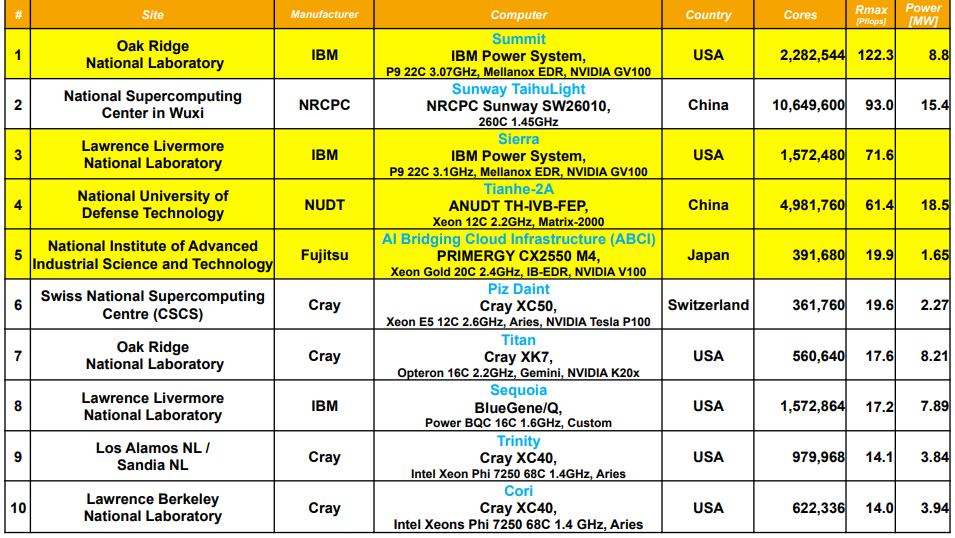 # Site Manufacturer Computer Country Cores Rmax [Pflops] Power [MW]
1 Oak Ridge National Laboratory IBM Summit IBM Power System, P9 22C 3.07GHz, Mellanox EDR, NVIDIA GV100 USA 2,282,544 122.3 8.8
2 National Supercomputing Center in Wuxi NRCPC Sunway TaihuLight NRCPC Sunway SW26010, 260C 1.45GHz China 10,649,600 93.0 15.4
3 Lawrence Livermore National Laboratory IBM Sierra IBM Power System, P9 22C 3.1GHz, Mellanox EDR, NVIDIA GV100 USA 1,572,480 71.6
4 National University of Defense Technology NUDT Tianhe-2A ANUDT TH-IVB-FEP, Xeon 12C 2.2GHz, Matrix-2000 China 4,981,760 61.4 18.5
5 National Institute of Advanced Industrial Science and Technology Fujitsu AI Bridging Cloud Infrastructure (ABCI) PRIMERGY CX2550 M4, Xeon Gold 20C 2.4GHz, IB-EDR, NVIDIA V100 Japan 391,680 19.9 1.65
6 Swiss National Supercomputing Centre (CSCS) Cray Piz Daint Cray XC50, Xeon E5 12C 2.6GHz, Aries, NVIDIA Tesla P100 Switzerland 361,760 19.6 2.27
7 Oak Ridge National Laboratory Cray Titan Cray XK7, Opteron 16C 2.2GHz, Gemini, NVIDIA K20x USA 560,640 17.6 8.21
8 Lawrence Livermore National Laboratory IBM Sequoia BlueGene/Q, Power BQC 16C 1.6GHz, Custom USA 1,572,864 17.2 7.89
9 Los Alamos NL / Sandia NL Cray Trinity Cray XC40, Intel Xeon Phi 7250 68C 1.4GHz, Aries USA 979,968 14.1 3.84
10 Lawrence Berkeley National Laboratory Cray Cori Cray XC40, Intel Xeons Phi 7250 68C 1.4 GHz, Aries USA 622,336 14.0 3.94